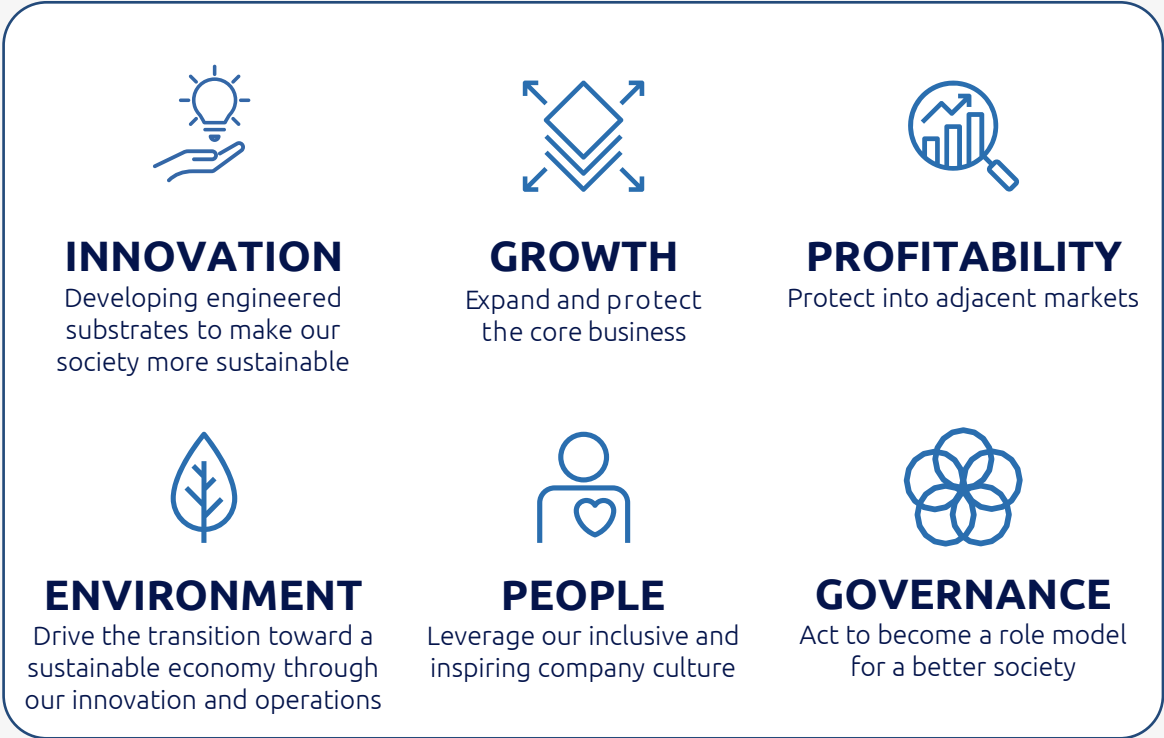 INNOVATION
Developing engineered
substrates to make our
society more sustainable
GROWTH
Expand and protect
the core business
PROFITABILITY
Protect into adjacent markets
ENVIRONMENT
Drive the transition toward a
sustainable economy through
our innovation and operations
PEOPLE
Leverage our inclusive and
inspiring company culture
GOVERNANCE
Act to become a role model
for a better society